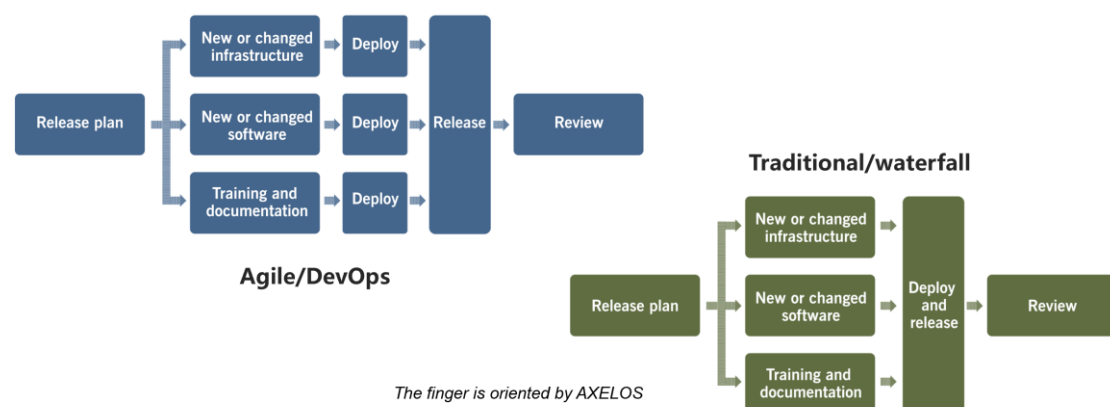 Release plan
New or changed
infrastructure
Deploy
New or changed
software
Deploy
Training and
documentation
Deploy
Release
Review
Agile/DevOps
Traditional/waterfall
Release plan
New or changed
infrastructure
New or changed
software
Training and
documentation
Deploy
and
release
Review
The finger is oriented by AXELOS